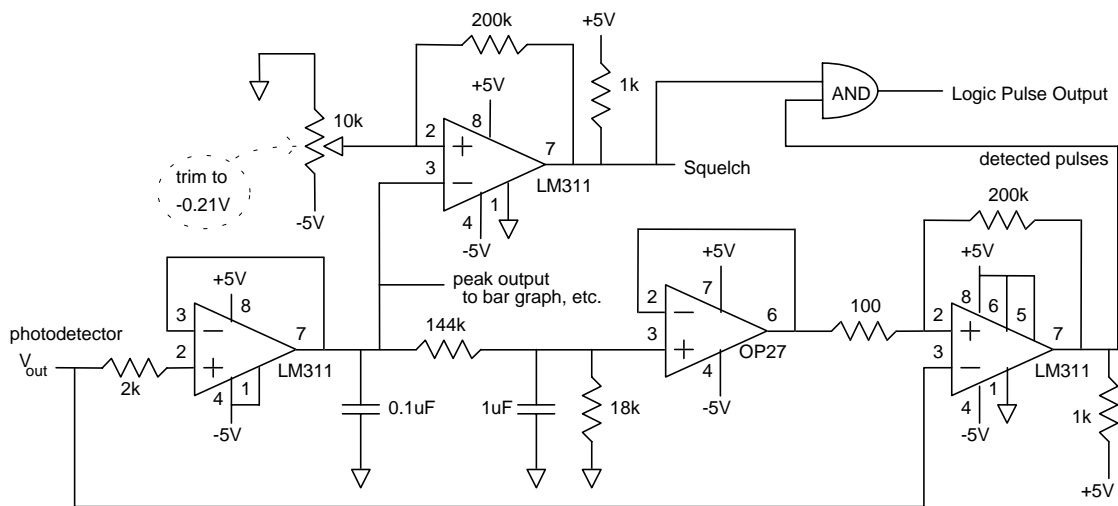 200k
+5V
1k
10k
+5V
8
2
+
3
−
7
LM311
1
4
-5V
trim to
-0.21V
-5V
Squelch
AND
Logic Pulse Output
detected pulses
peak output
to bar graph, etc.
photodetector
Vout
2k
+5V
3
−
8
2
+
7
LM311
4
1
-5V
144k
0.1uF
1uF
18k
+5V
7
2
−
3
+
6
OP27
4
-5V
100
200k
+5V
8
6
5
2
+
3
−
7
LM311
1
4
-5V
1k
+5V